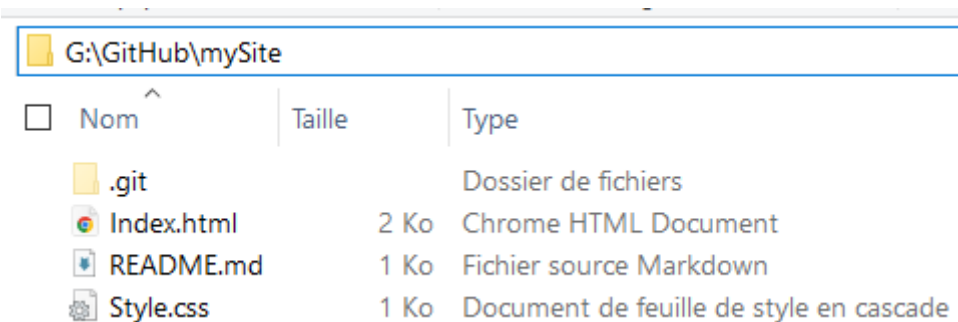 G:\GitHub\mySite
Nom Taille Type
.git Dossier de fichiers
Index.html 2 Ko Chrome HTML Document
README.md 1 Ko Fichier source Markdown
Style.css 1 Ko Document de feuille de style en cascade